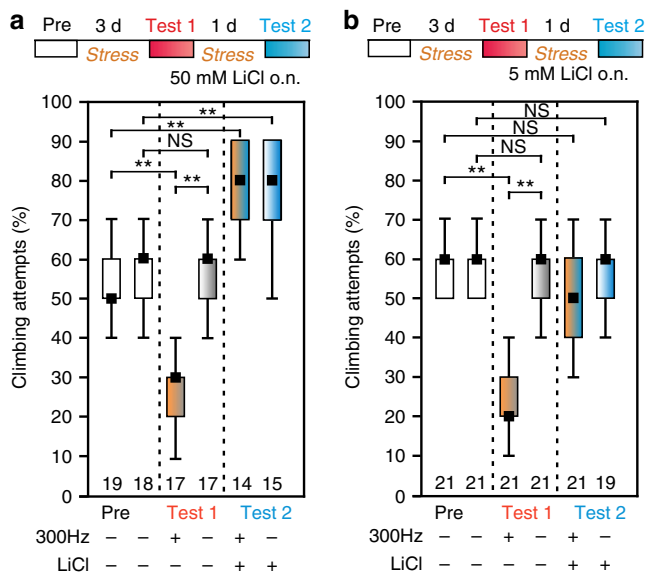 a
Pre 3 d Test 1 1 d Test 2
Stress Stress
50 mM LiCl o.n.
Climbing attempts (%)
100
90
80
70
60
50
40
30
20
10
0
**
**
NS
**
**
19 18 17 17 14 15
Pre Test 1 Test 2
300Hz – – + – + –
LiCl – – – – + +
b
Pre 3 d Test 1 1 d Test 2
Stress Stress
5 mM LiCl o.n.
Climbing attempts (%)
100
90
80
70
60
50
40
30
20
10
0
NS
NS
NS
**
**
21 21 21 21 21 19
Pre Test 1 Test 2
– – + – + –
– – – – + +